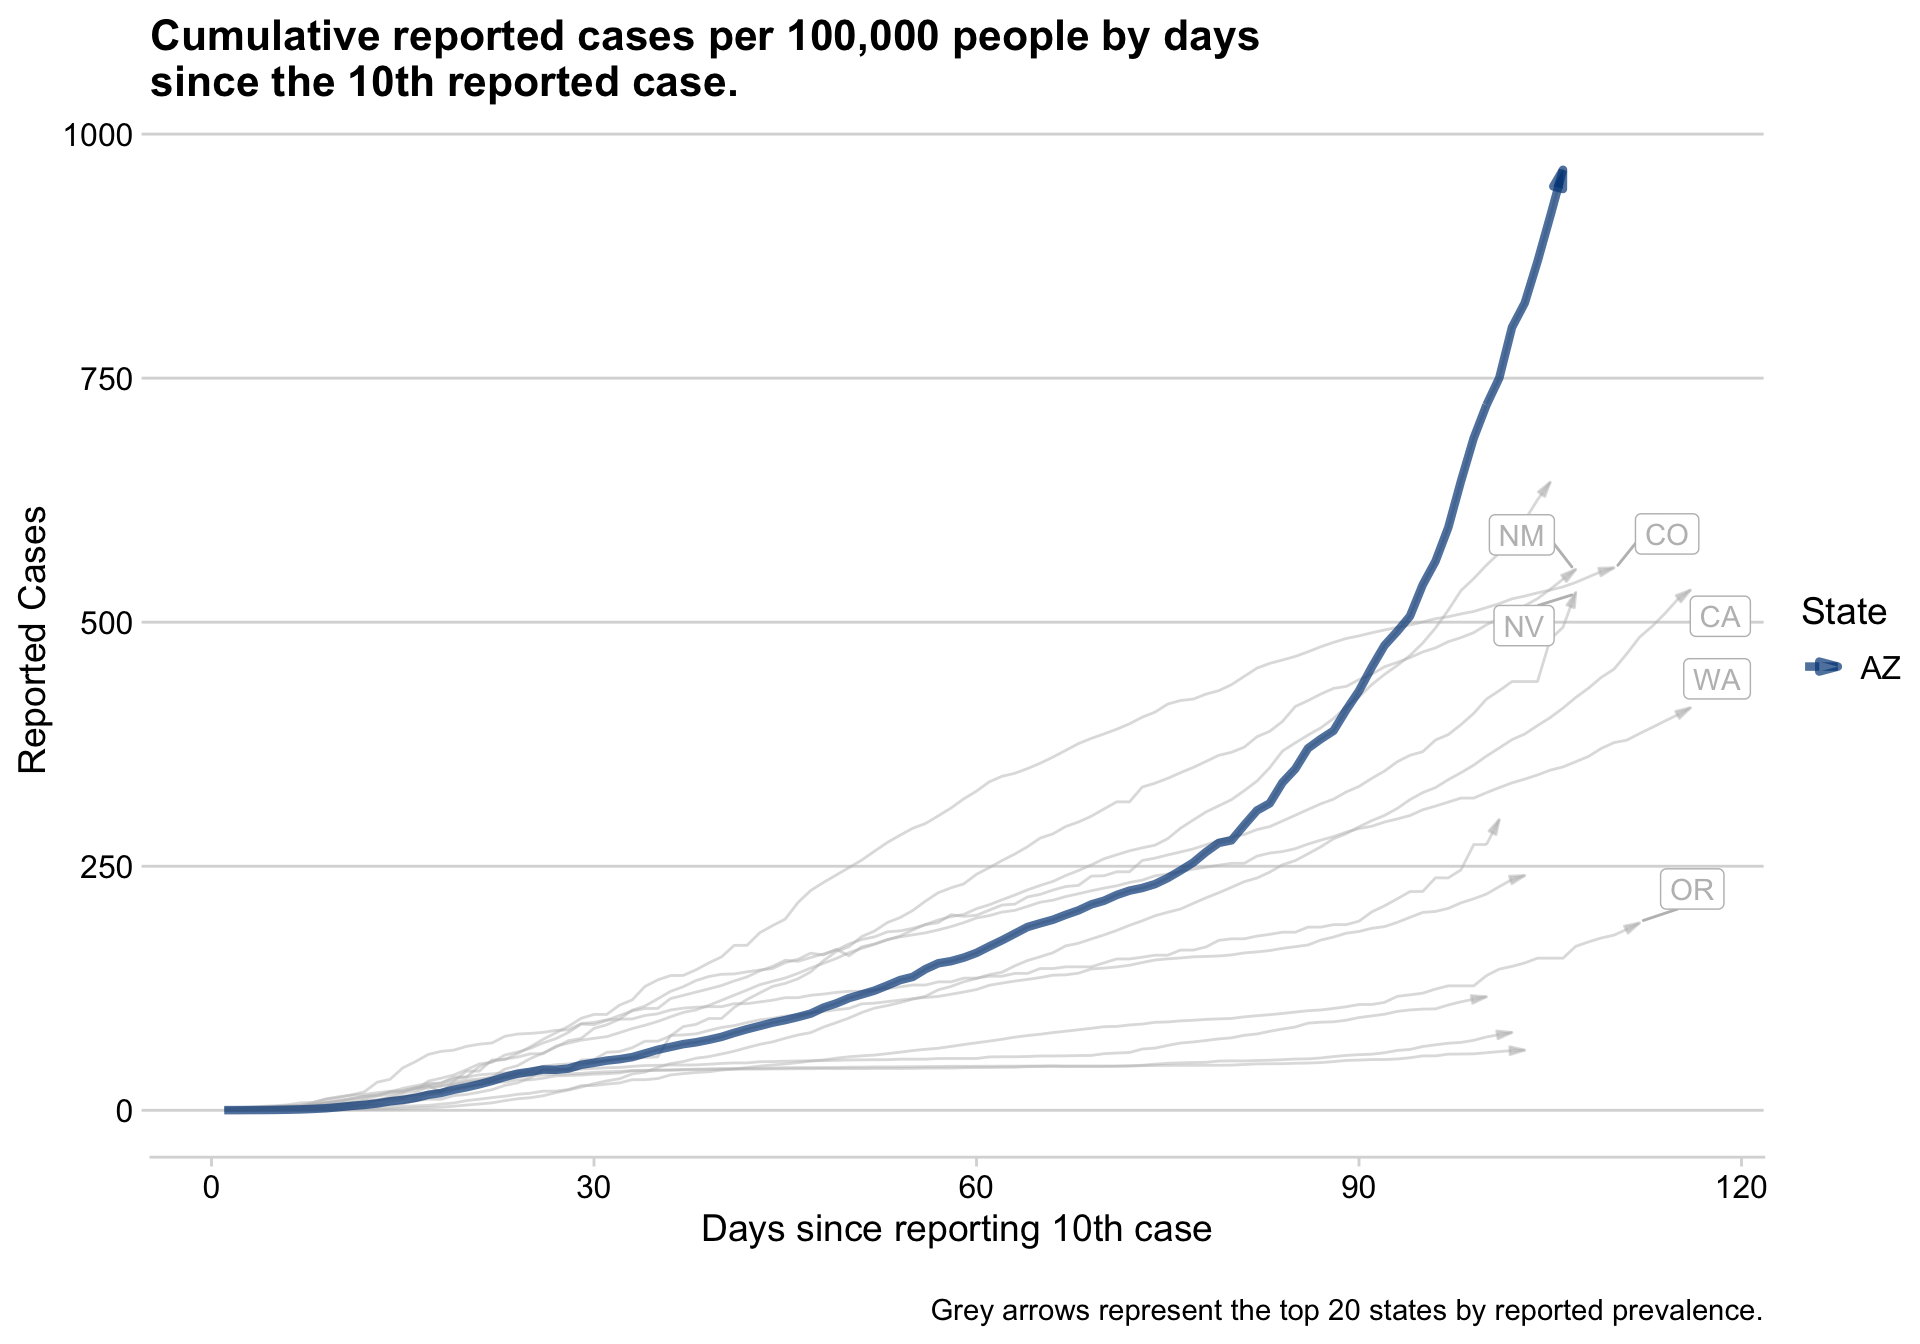 Cumulative reported cases per 100,000 people by days
since the 10th reported case.
1000
750
500
250
0
Reported Cases
NM
CO
NV
CA
WA
OR
State
AZ
0 30 60 90 120
Days since reporting 10th case
Grey arrows represent the top 20 states by reported prevalence.